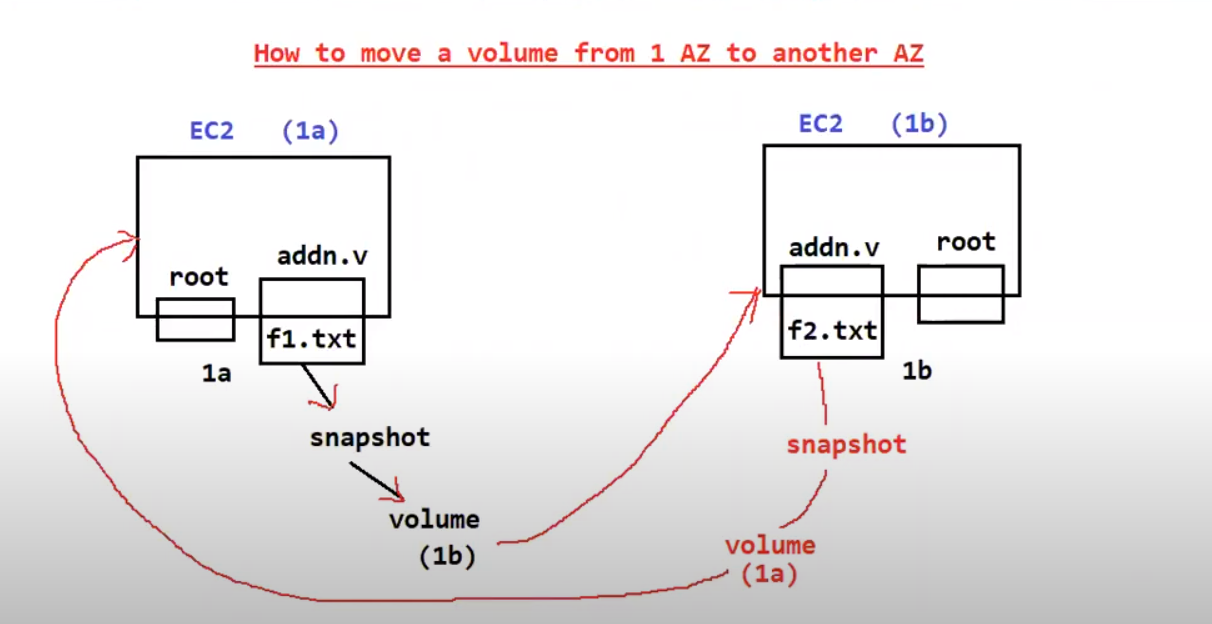 How to move a volume from 1 AZ to another AZ
EC2 (1a)
root
addn.v
f1.txt
1a
snapshot
volume
(1b)
EC2 (1b)
addn.v
root
f2.txt
1b
snapshot
volume
(1a)